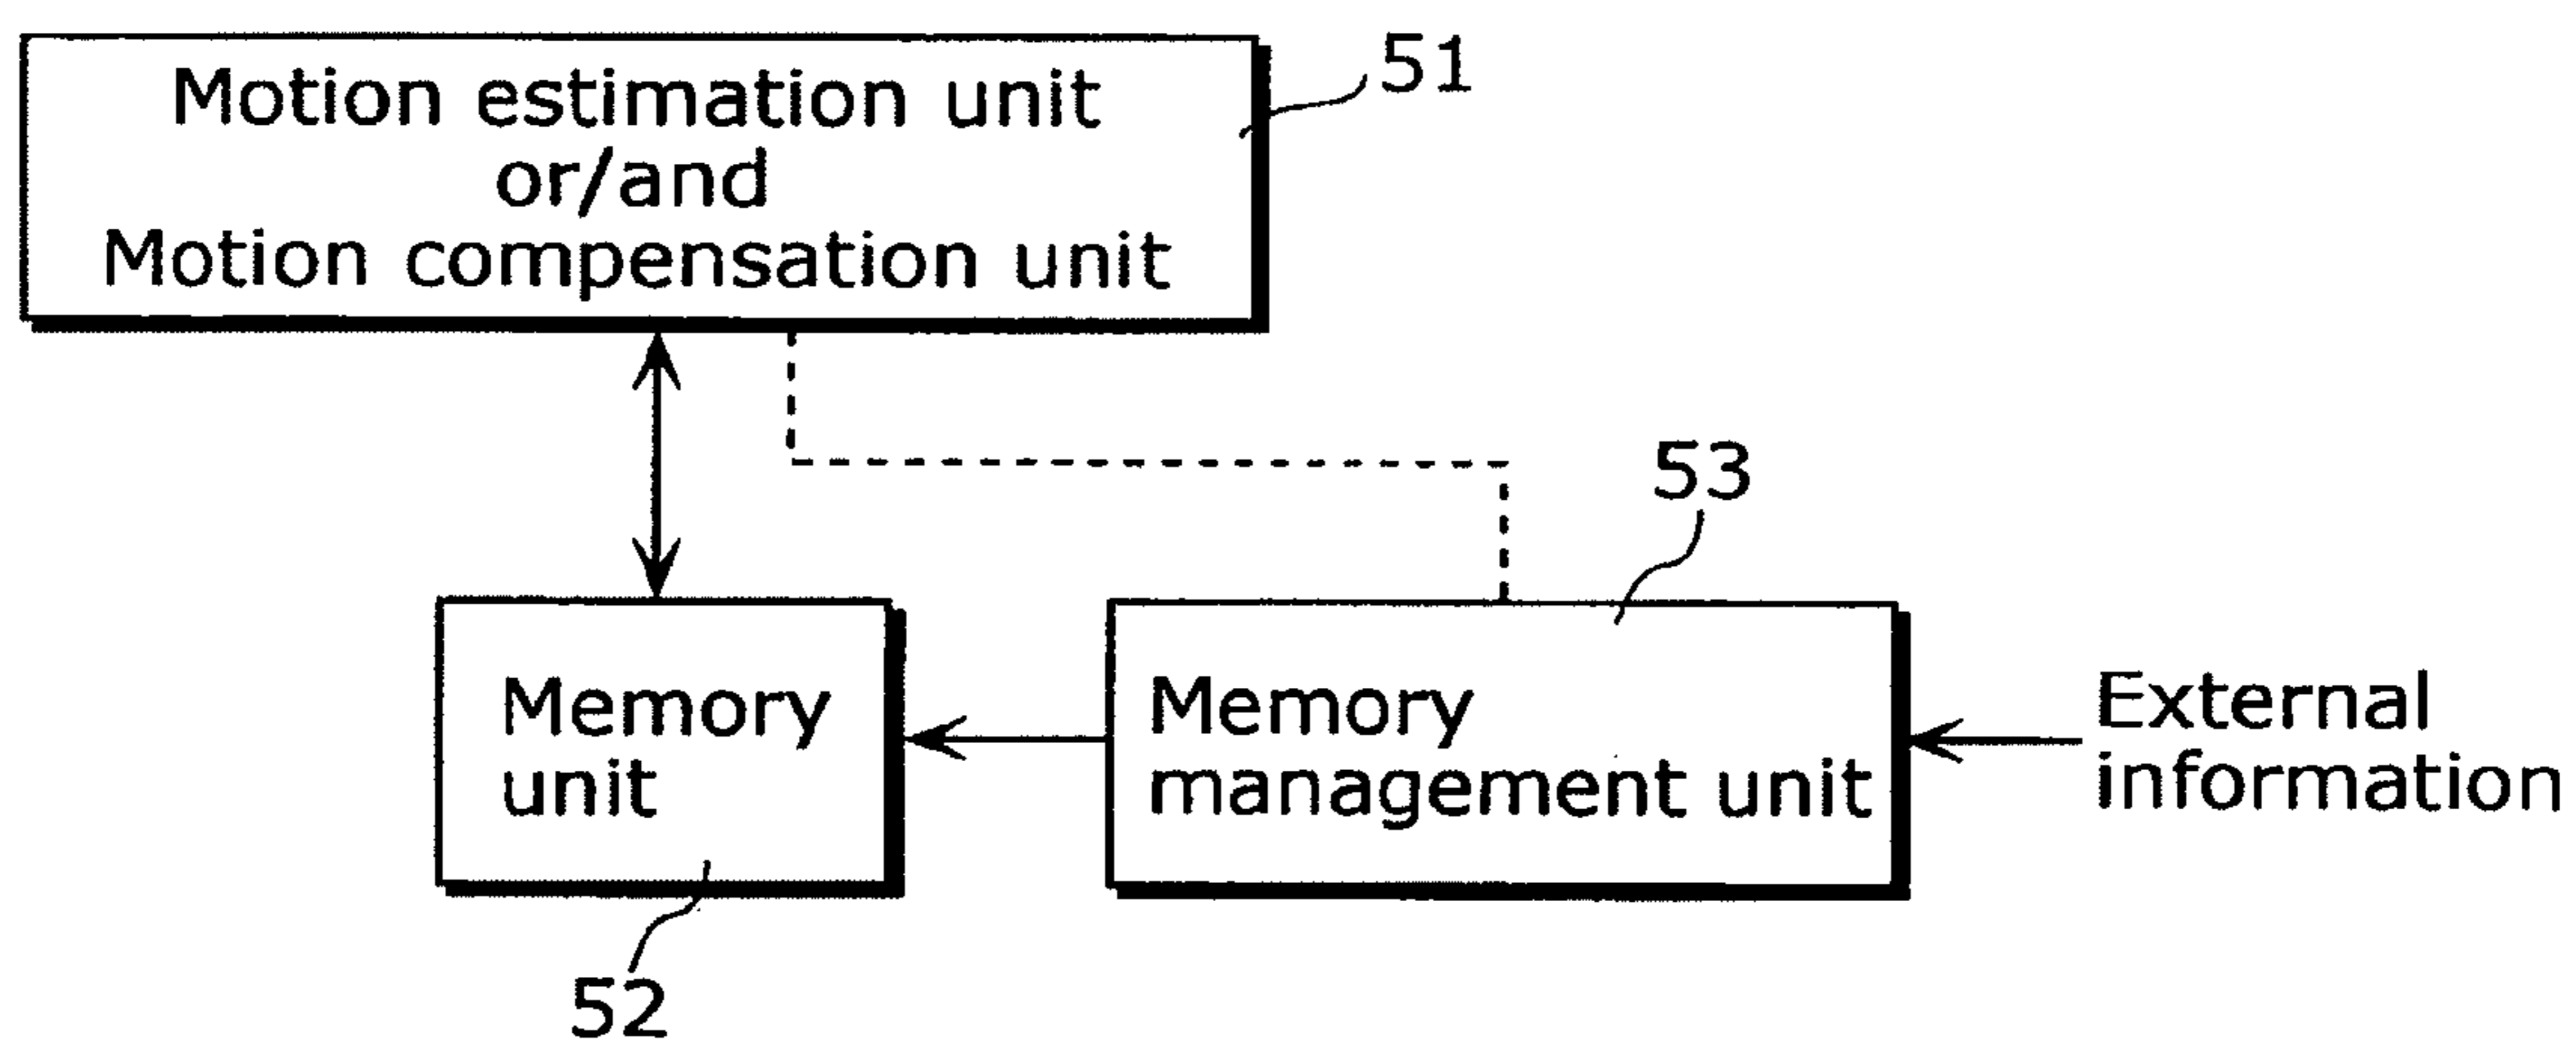 Motion estimation unit
or/and
Motion compensation unit
51
53
Memory
unit
Memory
management unit
External
information
52